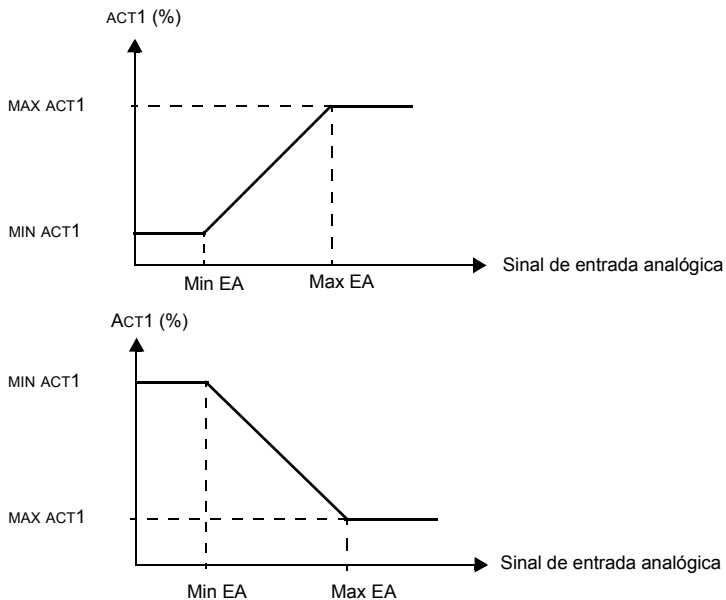 ACT1 (%)
MAX ACT1
MIN ACT1
Min EA
Max EA
Sinal de entrada analógica
ACT1 (%)
MIN ACT1
MAX ACT1
Min EA
Max EA
Sinal de entrada analógica